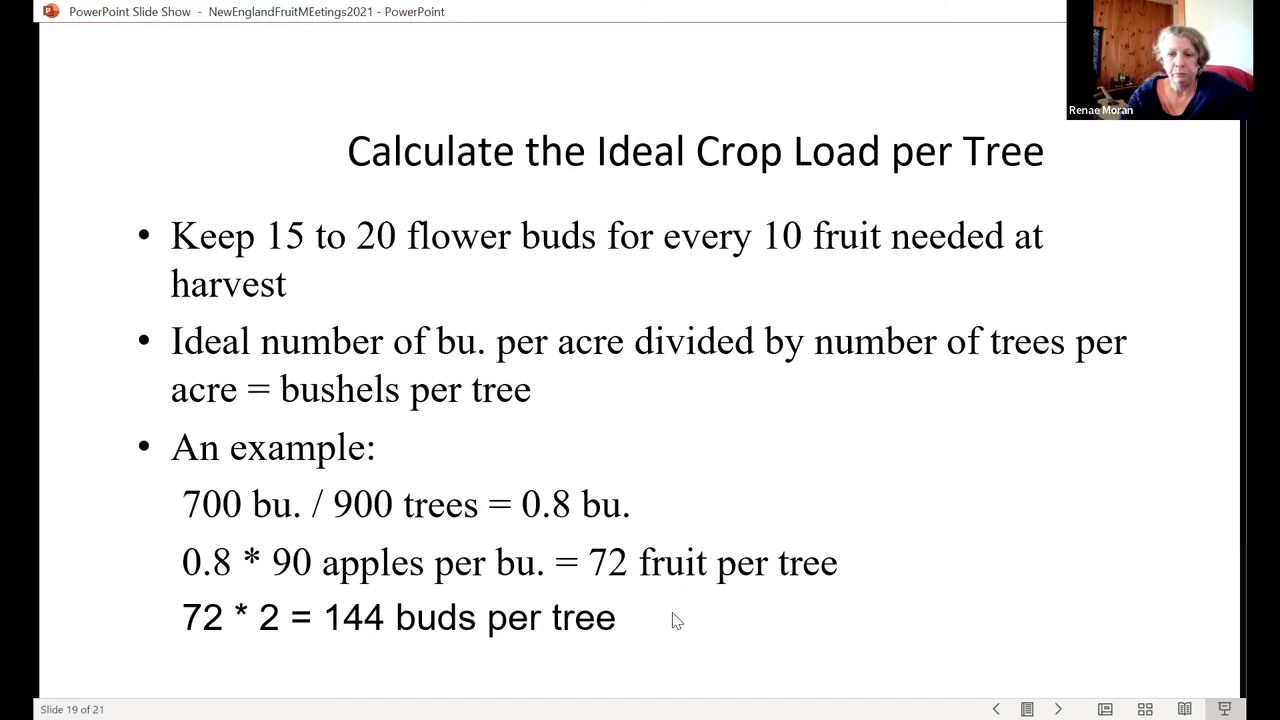 PowerPoint Slide Show - NewEnglandFruitMEetings2021 - PowerPoint
Renae Moran
Calculate the Ideal Crop Load per Tree
• Keep 15 to 20 flower buds for every 10 fruit needed at
harvest
• Ideal number of bu. per acre divided by number of trees per
acre = bushels per tree
• An example:
700 bu. / 900 trees = 0.8 bu.
0.8 * 90 apples per bu. = 72 fruit per tree
72 * 2 = 144 buds per tree
Slide 19 of 21